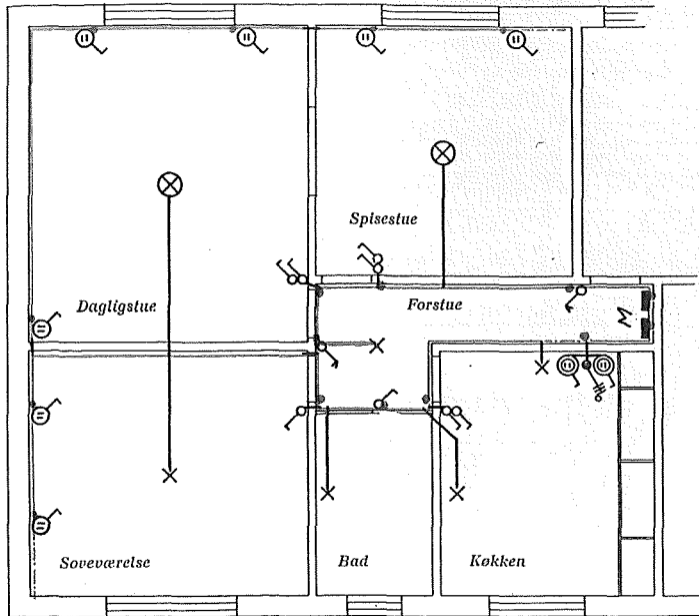 Spisestue
Dagligstue
Forstue
M
Soveværelse
Bad
Køkken